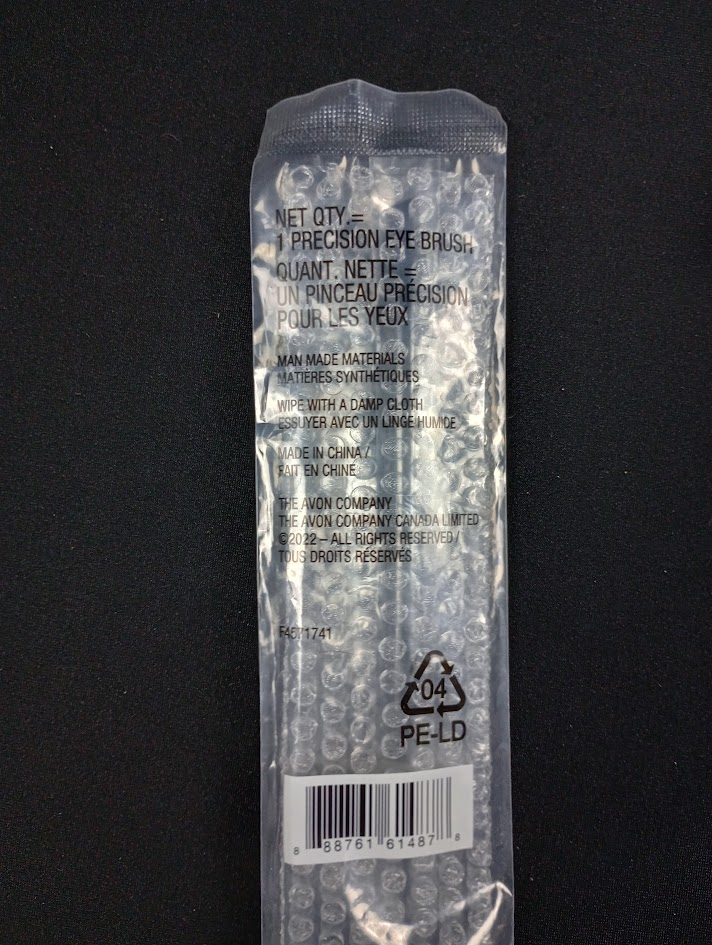 NET QTY.=
1 PRECISION EYE BRUSH
QUANT. NETTE =
UN PINCEAU PRÉCISION
POUR LES YEUX
MAN MADE MATERIALS
MATIÈRES SYNTHÉTIQUES
WIPE WITH A DAMP CLOTH
ESSUYER AVEC UN LINGE HUMIDE
MADE IN CHINA /
FAIT EN CHINE
THE AVON COMPANY
THE AVON COMPANY CANADA LIMITED
©2022 – ALL RIGHTS RESERVED /
TOUS DROITS RÉSERVÉS
04
PE-LD
8 88761 61487 8